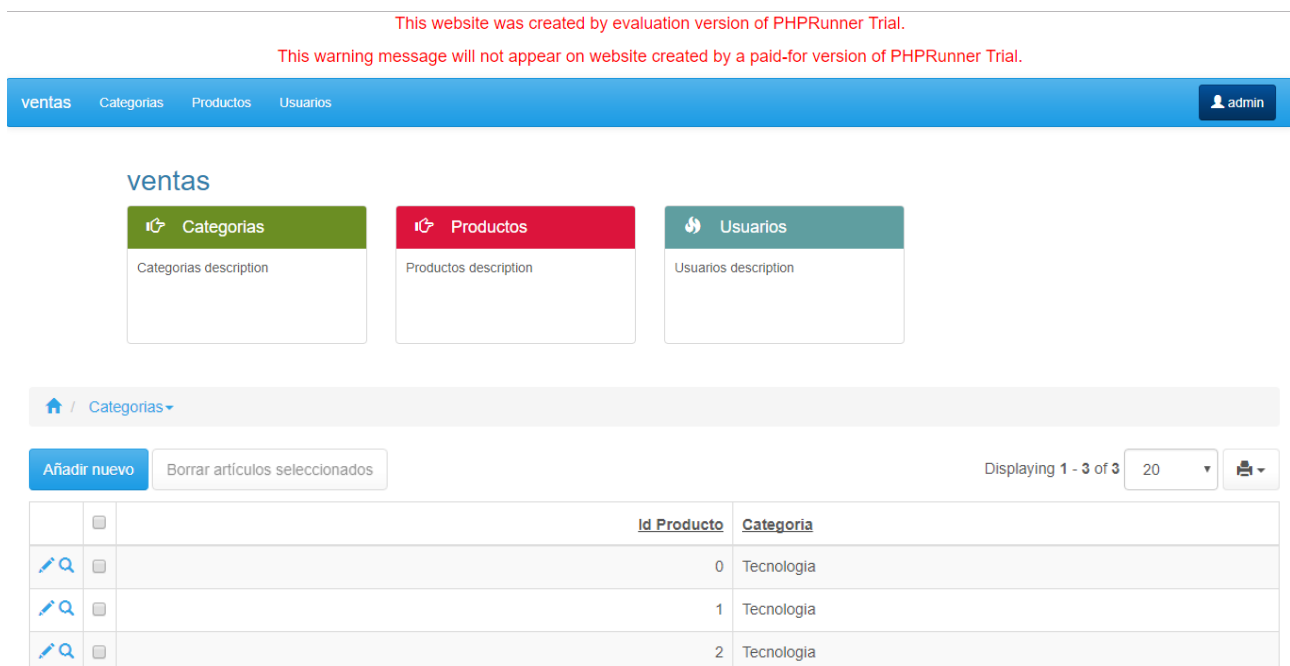 This website was created by evaluation version of PHPRunner Trial.
This warning message will not appear on website created by a paid-for version of PHPRunner Trial.
ventas Categorias Productos Usuarios admin
ventas
Categorias Productos Usuarios
Categorias description Productos description Usuarios description
/ Categorias
Añadir nuevo Borrar artículos seleccionados Displaying 1 - 3 of 3 20
Id Producto Categoria
0 Tecnologia
1 Tecnologia
2 Tecnologia